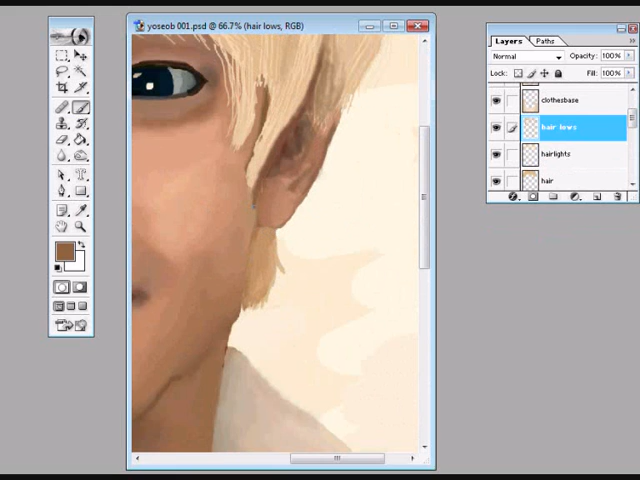 yoseob 001.psd @ 66.7% (hair lows, RGB)
Layers
Paths
Normal
Opacity: 100%
Lock:
Fill: 100%
clothesbase
hair lows
hairlights
hair